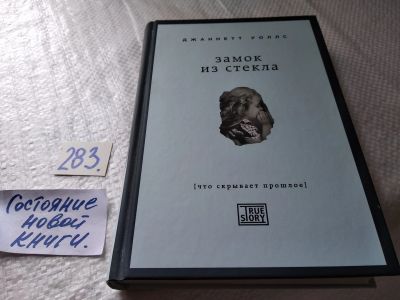 ДЖАННЕТТ УОЛЛС
замок
из стекла
[что скрывает прошлое]
TRUE
STORY
283.
Состояние
новой
книги.